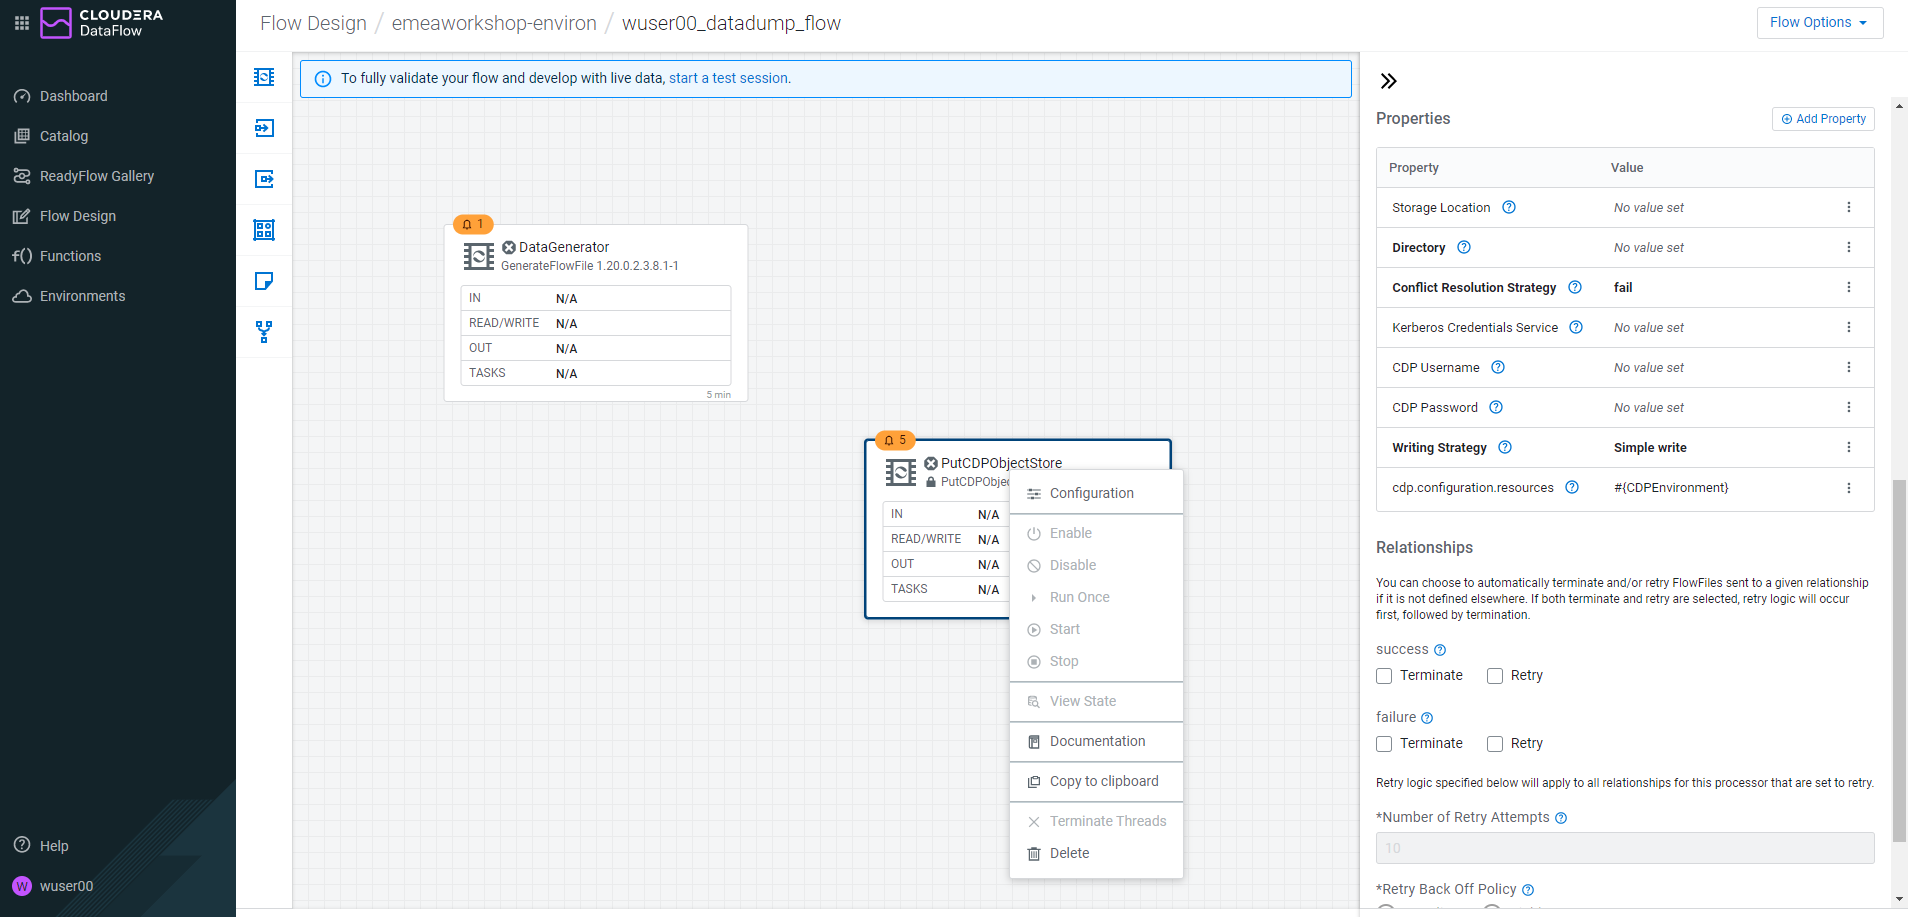 CLOUDERA
DataFlow
Dashboard
Catalog
ReadyFlow Gallery
Flow Design
Functions
Environments
Help
W wuser00
Flow Design / emeaworkshop-environ / wuser00_datadump_flow
Flow Options
To fully validate your flow and develop with live data, start a test session.
1
DataGenerator
GenerateFlowFile 1.20.0.2.3.8.1-1
IN N/A
READ/WRITE N/A
OUT N/A
TASKS N/A
5 min
5
PutCDPObjectStore
PutCDPObjec
IN N/A
READ/WRITE N/A
OUT N/A
TASKS N/A
Configuration
Enable
Disable
Run Once
Start
Stop
View State
Documentation
Copy to clipboard
Terminate Threads
Delete
Properties
Add Property
Property Value
Storage Location No value set
Directory No value set
Conflict Resolution Strategy fail
Kerberos Credentials Service No value set
CDP Username No value set
CDP Password No value set
Writing Strategy Simple write
cdp.configuration.resources #{CDPEnvironment}
Relationships
You can choose to automatically terminate and/or retry FlowFiles sent to a given relationship
if it is not defined elsewhere. If both terminate and retry are selected, retry logic will occur
first, followed by termination.
success
Terminate Retry
failure
Terminate Retry
Retry logic specified below will apply to all relationships for this processor that are set to retry.
*Number of Retry Attempts
10
*Retry Back Off Policy